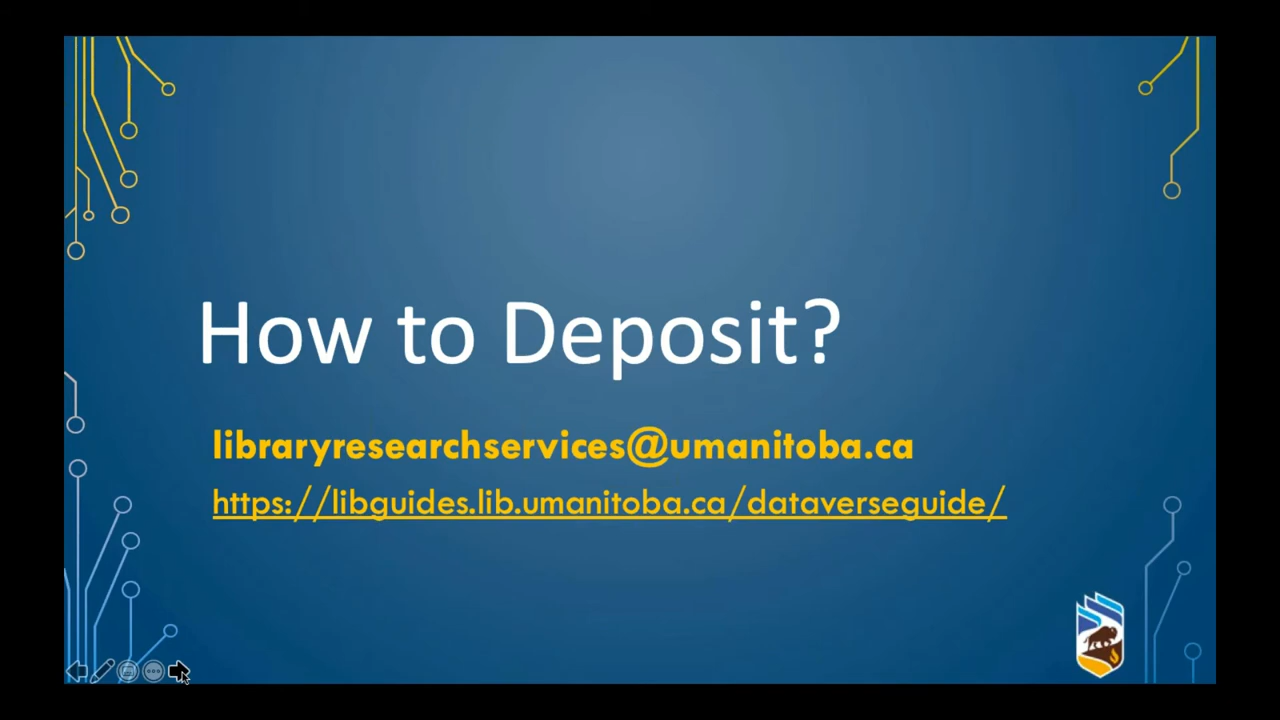 How to Deposit?
libraryresearchservices@umanitoba.ca
https://libguides.lib.umanitoba.ca/dataverseguide/